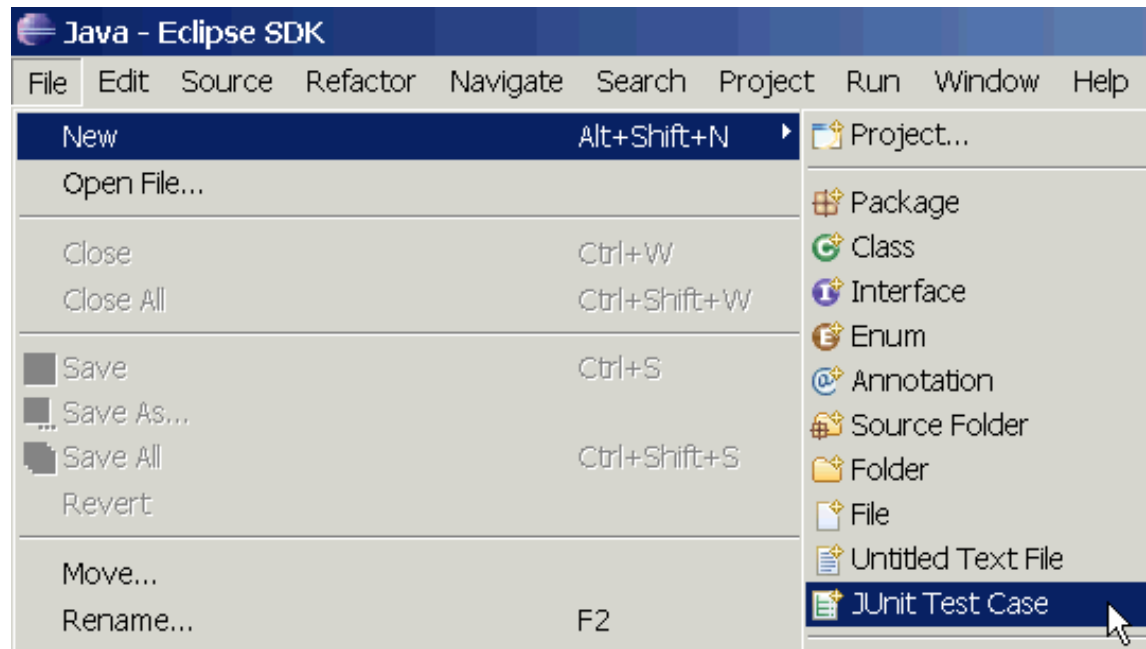 Java - Eclipse SDK
File Edit Source Refactor Navigate Search Project Run Window Help
New Alt+Shift+N
Open File...
Close Ctrl+W
Close All Ctrl+Shift+W
Save Ctrl+S
Save As...
Save All Ctrl+Shift+S
Revert
Move...
Rename... F2
Project...
Package
Class
Interface
Enum
Annotation
Source Folder
Folder
File
Untitled Text File
JUnit Test Case